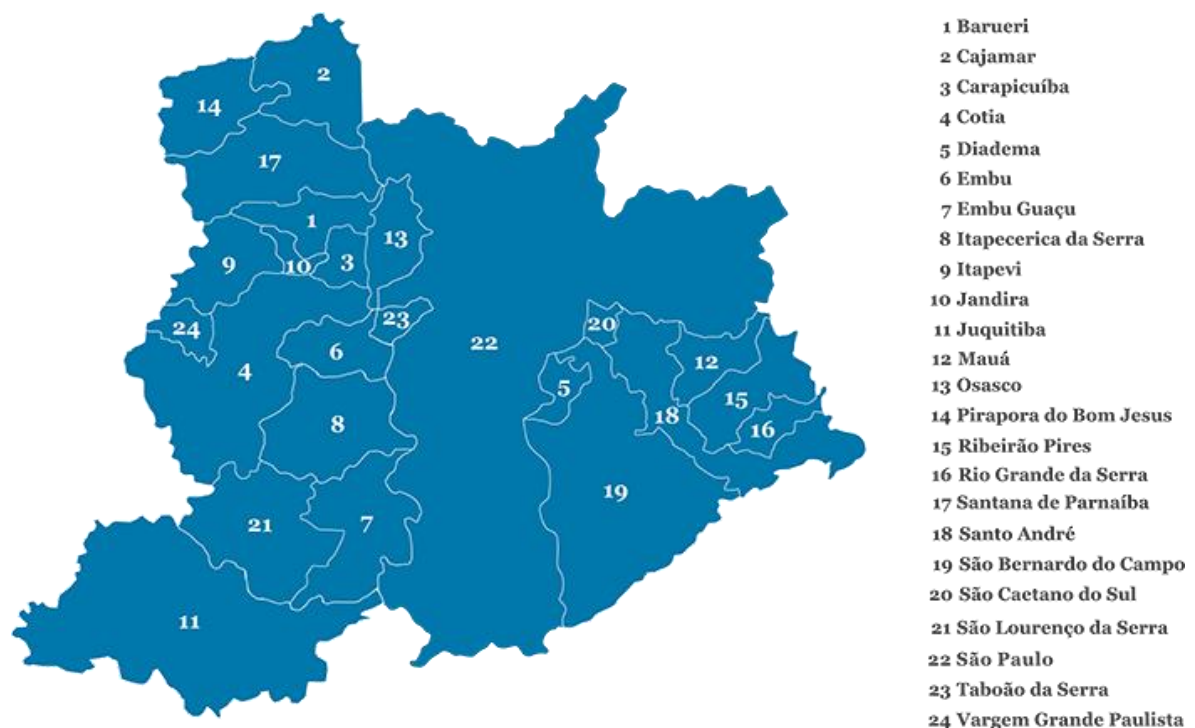 2
14
17
1
13
9
10
3
24
23
20
22
6
12
4
5
15
18
8
16
19
21
7
11
1 Barueri
2 Cajamar
3 Carapicuíba
4 Cotia
5 Diadema
6 Embu
7 Embu Guaçu
8 Itapecerica da Serra
9 Itapevi
10 Jandira
11 Juquitiba
12 Mauá
13 Osasco
14 Pirapora do Bom Jesus
15 Ribeirão Pires
16 Rio Grande da Serra
17 Santana de Parnaíba
18 Santo André
19 São Bernardo do Campo
20 São Caetano do Sul
21 São Lourenço da Serra
22 São Paulo
23 Taboão da Serra
24 Vargem Grande Paulista